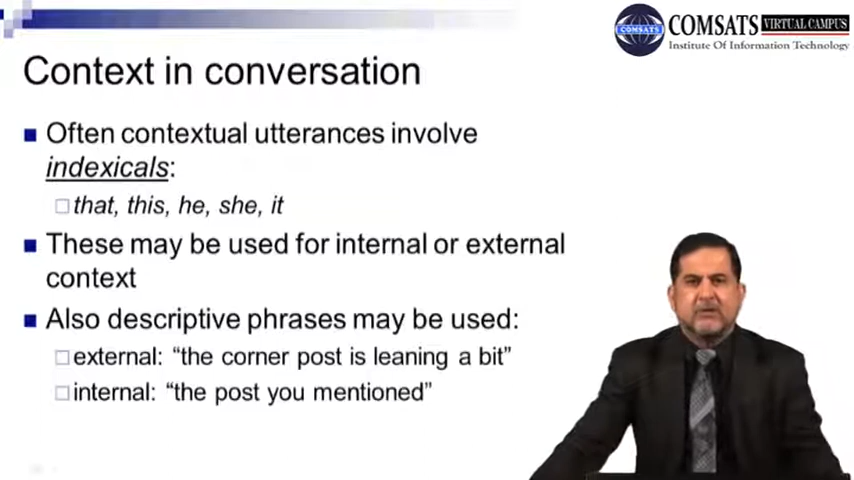 COMSATS VIRTUAL CAMPUS
COMSATS
Institute Of Information Technology
Context in conversation
Often contextual utterances involve
indexicals:
that, this, he, she, it
These may be used for internal or external
context
Also descriptive phrases may be used:
external: “the corner post is leaning a bit”
internal: “the post you mentioned”